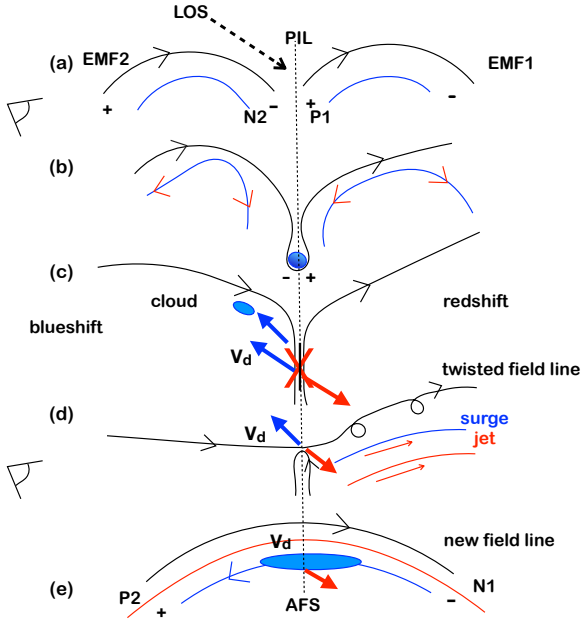 LOS
PIL
(a)
EMF2
EMF1
+
N2
-
+
P1
-
(b)
- +
(c)
cloud
redshift
blueshift
Vd
twisted field line
(d)
surge
Vd
jet
Vd
new field line
(e)
P2
N1
+
AFS
-